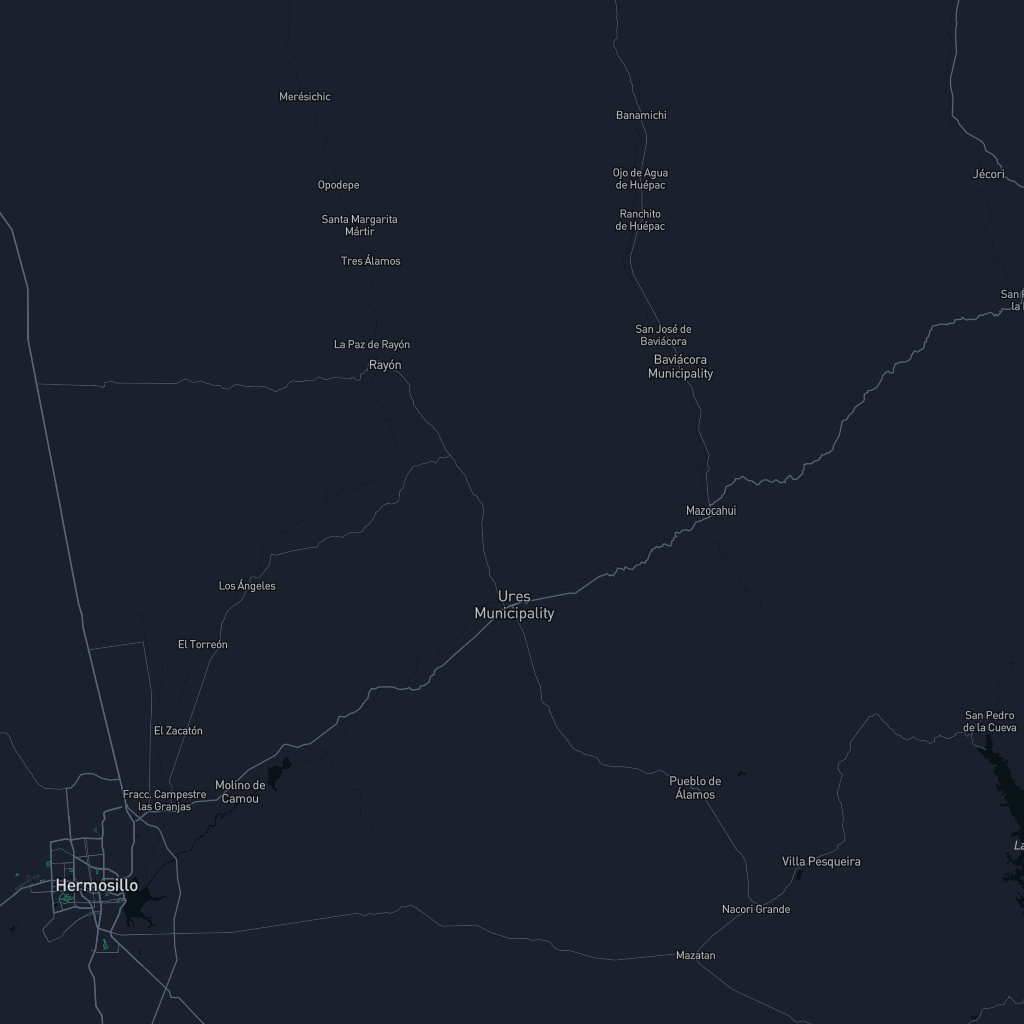 Merésichic
Banamichi
Ojo de Agua
de Huépac
Jécori
Opodepe
Santa Margarita
Mártir
Ranchito
de Huépac
Tres Álamos
San José de
Baviácora
La Paz de Rayón
Rayón
Baviácora
Municipality
Mazocahui
Los Ángeles
Ures
Municipality
El Torreón
El Zacatón
San Pedro
de la Cueva
Molino de
Camou
Fracc. Campestre
las Granjas
Pueblo de
Álamos
Villa Pesqueira
Hermosillo
Nacori Grande
Mazatan